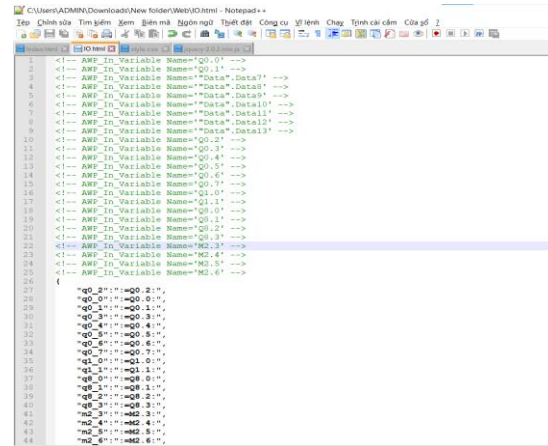 C:\Users\ADMIN\Downloads\New folder\Web\IO.html - Notepad++
Tệp Chỉnh sửa Tìm kiếm Xem Biên mã Ngôn ngữ Thiết đặt Công cụ Vĩ lệnh Chạy Trình cài cắm Cửa sổ ?
index.html IO.html style.css jquery-2.0.2.min.js
1 <!-- AWP_In_Variable Name='Q0.0' -->
2 <!-- AWP_In_Variable Name='Q0.1' -->
3 <!-- AWP_In_Variable Name='"Data".Data7' -->
4 <!-- AWP_In_Variable Name='"Data".Data8' -->
5 <!-- AWP_In_Variable Name='"Data".Data9' -->
6 <!-- AWP_In_Variable Name='"Data".Data10' -->
7 <!-- AWP_In_Variable Name='"Data".Data11' -->
8 <!-- AWP_In_Variable Name='"Data".Data12' -->
9 <!-- AWP_In_Variable Name='"Data".Data13' -->
10 <!-- AWP_In_Variable Name='Q0.2' -->
11 <!-- AWP_In_Variable Name='Q0.3' -->
12 <!-- AWP_In_Variable Name='Q0.4' -->
13 <!-- AWP_In_Variable Name='Q0.5' -->
14 <!-- AWP_In_Variable Name='Q0.6' -->
15 <!-- AWP_In_Variable Name='Q0.7' -->
16 <!-- AWP_In_Variable Name='Q1.0' -->
17 <!-- AWP_In_Variable Name='Q1.1' -->
18 <!-- AWP_In_Variable Name='Q8.0' -->
19 <!-- AWP_In_Variable Name='Q8.1' -->
20 <!-- AWP_In_Variable Name='Q8.2' -->
21 <!-- AWP_In_Variable Name='Q8.3' -->
22 <!-- AWP_In_Variable Name='M2.3' -->
23 <!-- AWP_In_Variable Name='M2.4' -->
24 <!-- AWP_In_Variable Name='M2.5' -->
25 <!-- AWP_In_Variable Name='M2.6' -->
26 {
27 "q0_2":":=Q0.2:",
28 "q0_0":":=Q0.0:",
29 "q0_1":":=Q0.1:",
30 "q0_3":":=Q0.3:",
31 "q0_4":":=Q0.4:",
32 "q0_5":":=Q0.5:",
33 "q0_6":":=Q0.6:",
34 "q0_7":":=Q0.7:",
35 "q1_0":":=Q1.0:",
36 "q1_1":":=Q1.1:",
37 "q8_0":":=Q8.0:",
38 "q8_1":":=Q8.1:",
39 "q8_2":":=Q8.2:",
40 "q8_3":":=Q8.3:",
41 "m2_3":":=M2.3:",
42 "m2_4":":=M2.4:",
43 "m2_5":":=M2.5:",
44 "m2_6":":=M2.6:",